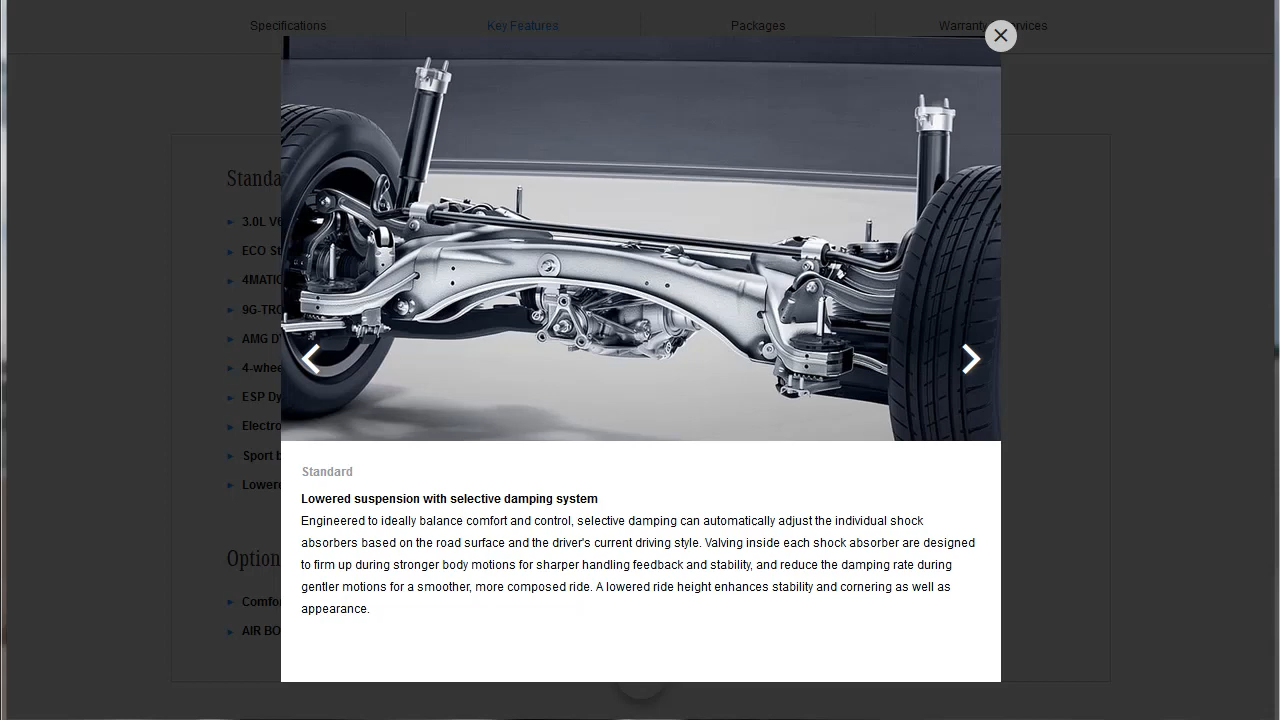 Specifications
Key Features
Packages
Warranty
Standa
3.0L V6
ECO St
4MATIC
9G-TRO
AMG D
4-whee
ESP Dy
Electro
Sport b
Lowere
Option
Comfo
AIR BO
Standard
Lowered suspension with selective damping system
Engineered to ideally balance comfort and control, selective damping can automatically adjust the individual shock
absorbers based on the road surface and the driver's current driving style. Valving inside each shock absorber are designed
to firm up during stronger body motions for sharper handling feedback and stability, and reduce the damping rate during
gentler motions for a smoother, more composed ride. A lowered ride height enhances stability and cornering as well as
appearance.